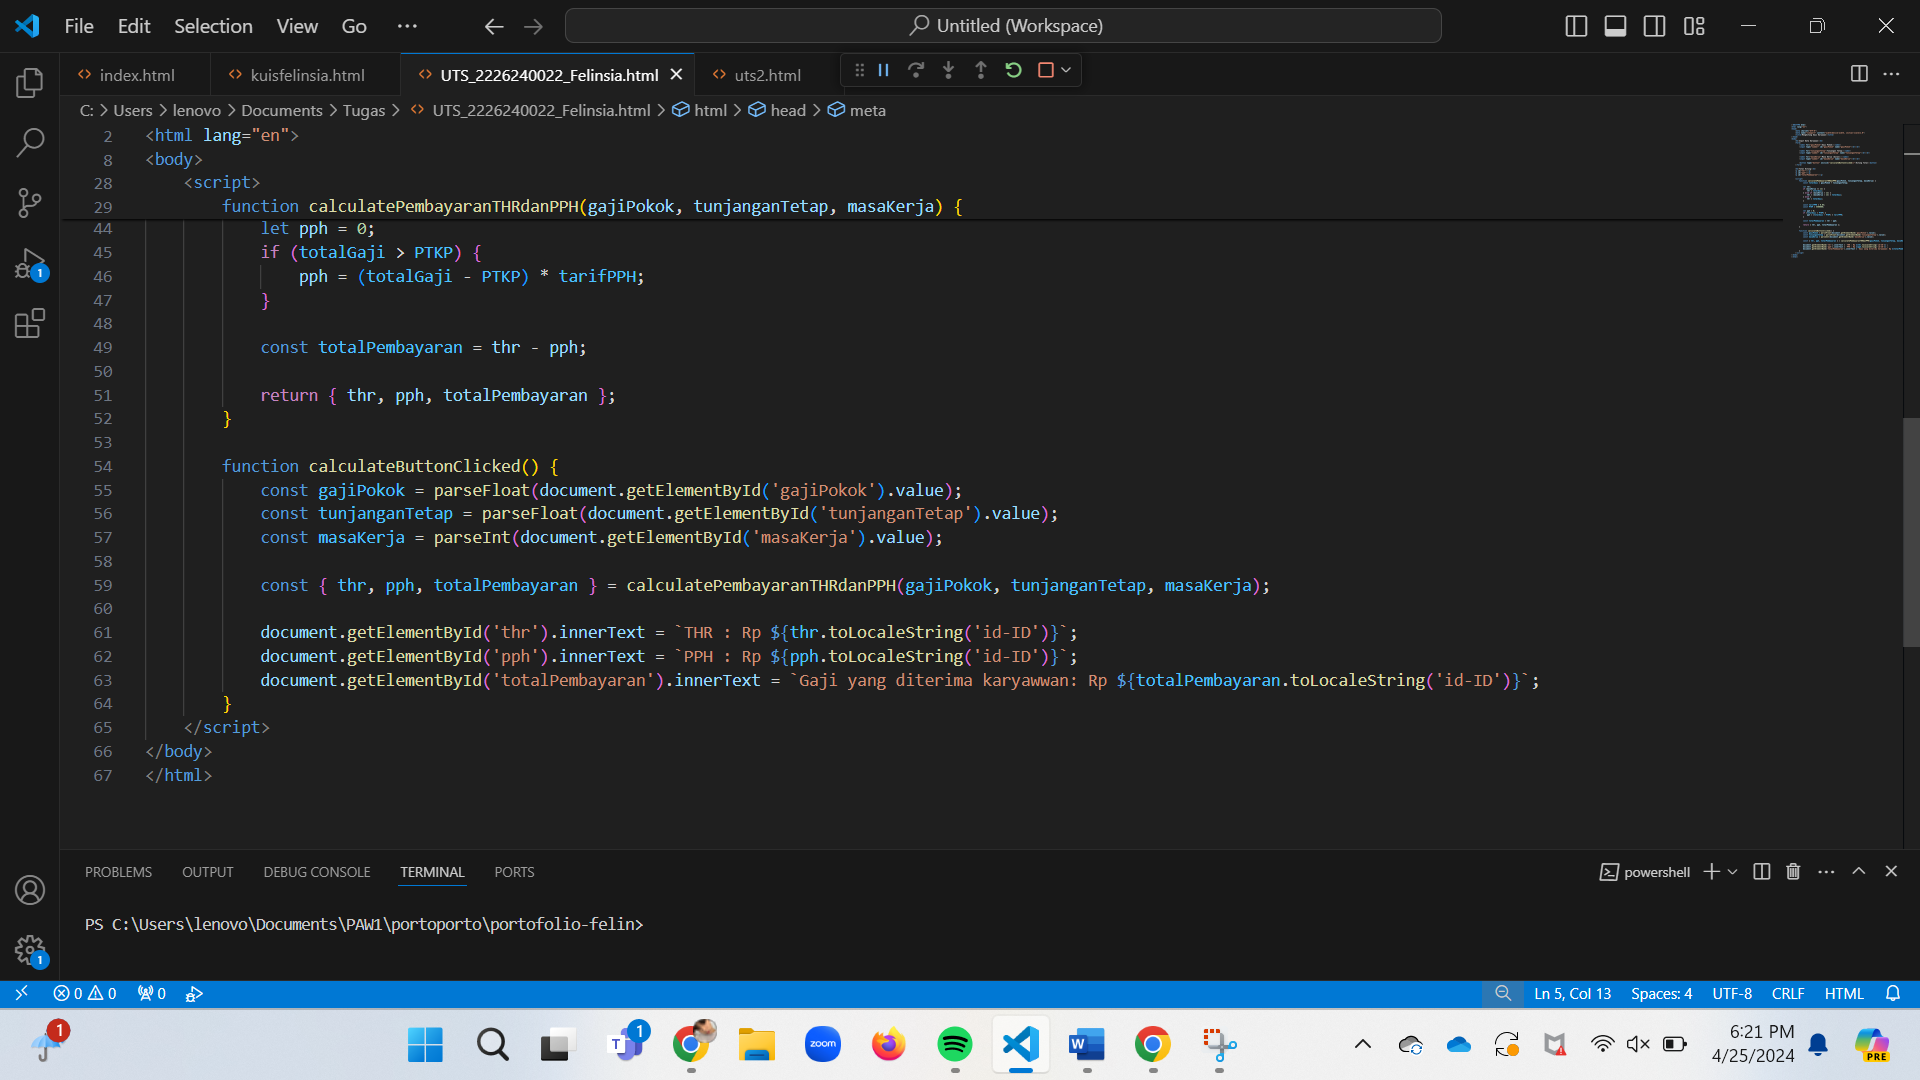 File Edit Selection View Go ··· Untitled (Workspace)
index.html kuisfelinsia.html UTS_2226240022_Felinsia.html uts2.html
C: > Users > lenovo > Documents > Tugas > UTS_2226240022_Felinsia.html > html > head > meta
2 <html lang="en">
8 <body>
28 <script>
29 function calculatePembayaranTHRdanPPH(gajiPokok, tunjanganTetap, masaKerja) {
44 let pph = 0;
45 if (totalGaji > PTKP) {
46 pph = (totalGaji - PTKP) * tarifPPH;
47 }
48
49 const totalPembayaran = thr - pph;
50
51 return { thr, pph, totalPembayaran };
52 }
53
54 function calculateButtonClicked() {
55 const gajiPokok = parseFloat(document.getElementById('gajiPokok').value);
56 const tunjanganTetap = parseFloat(document.getElementById('tunjanganTetap').value);
57 const masaKerja = parseInt(document.getElementById('masaKerja').value);
58
59 const { thr, pph, totalPembayaran } = calculatePembayaranTHRdanPPH(gajiPokok, tunjanganTetap, masaKerja);
60
61 document.getElementById('thr').innerText = `THR : Rp ${thr.toLocaleString('id-ID')}`;
62 document.getElementById('pph').innerText = `PPH : Rp ${pph.toLocaleString('id-ID')}`;
63 document.getElementById('totalPembayaran').innerText = `Gaji yang diterima karyawwan: Rp ${totalPembayaran.toLocaleString('id-ID')}`;
64 }
65 </script>
66 </body>
67 </html>
1
1
PROBLEMS OUTPUT DEBUG CONSOLE TERMINAL PORTS powershell
PS C:\Users\lenovo\Documents\PAW1\portoporto\portofolio-felin>
0 0 0 Ln 5, Col 13 Spaces: 4 UTF-8 CRLF HTML
1 1 T zoom W 6:21 PM
4/25/2024 PRE